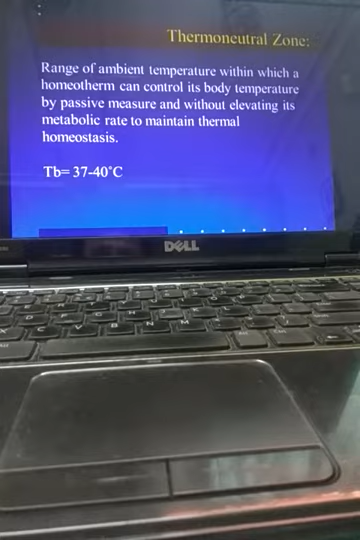 Thermoneutral Zone:
Range of ambient temperature within which a
homeotherm can control its body temperature
by passive measure and without elevating its
metabolic rate to maintain thermal
homeostasis.
Tb= 37-40°C
DELL
C V B N M